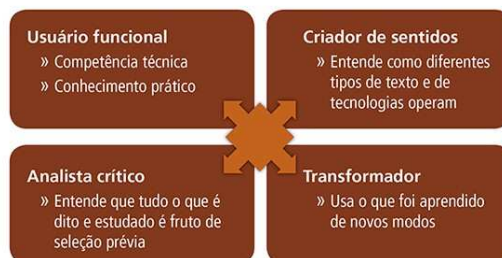 Usuário funcional
» Competência técnica
» Conhecimento prático
Criador de sentidos
» Entende como diferentes
tipos de texto e de
tecnologias operam
Analista crítico
» Entende que tudo o que é
dito e estudado é fruto de
seleção prévia
Transformador
» Usa o que foi aprendido
de novos modos